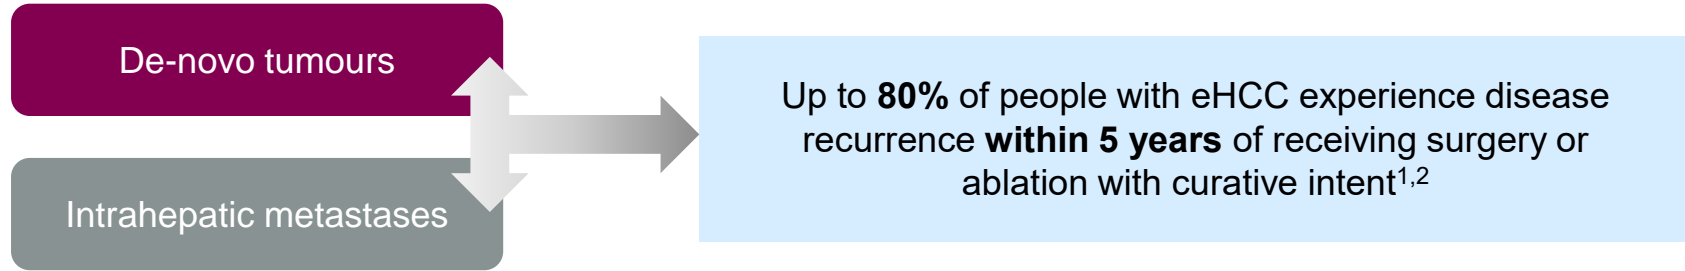 De-novo tumours
Intrahepatic metastases
Up to 80% of people with eHCC experience disease
recurrence within 5 years of receiving surgery or
ablation with curative intent1,2